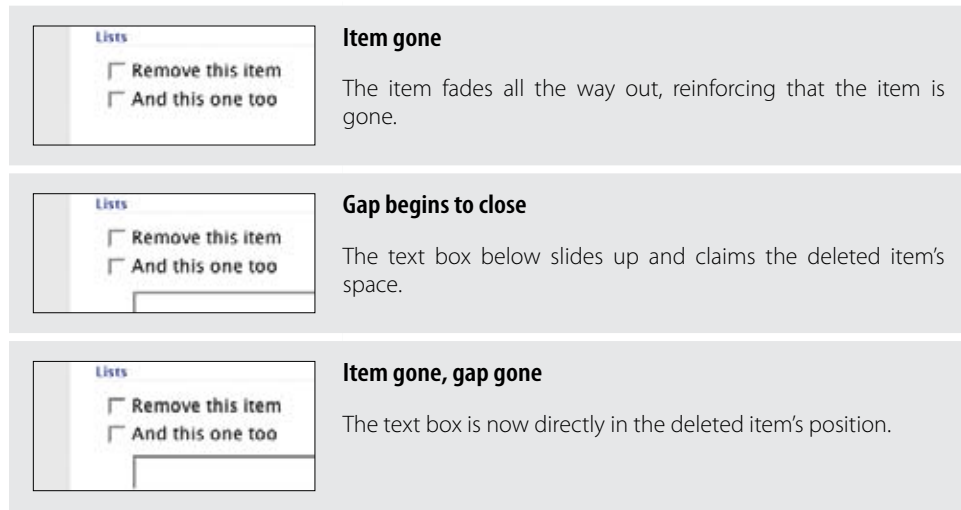 Lists
Remove this item
And this one too
Item gone
The item fades all the way out, reinforcing that the item is
gone.
Lists
Remove this item
And this one too
Gap begins to close
The text box below slides up and claims the deleted item’s
space.
Lists
Remove this item
And this one too
Item gone, gap gone
The text box is now directly in the deleted item’s position.